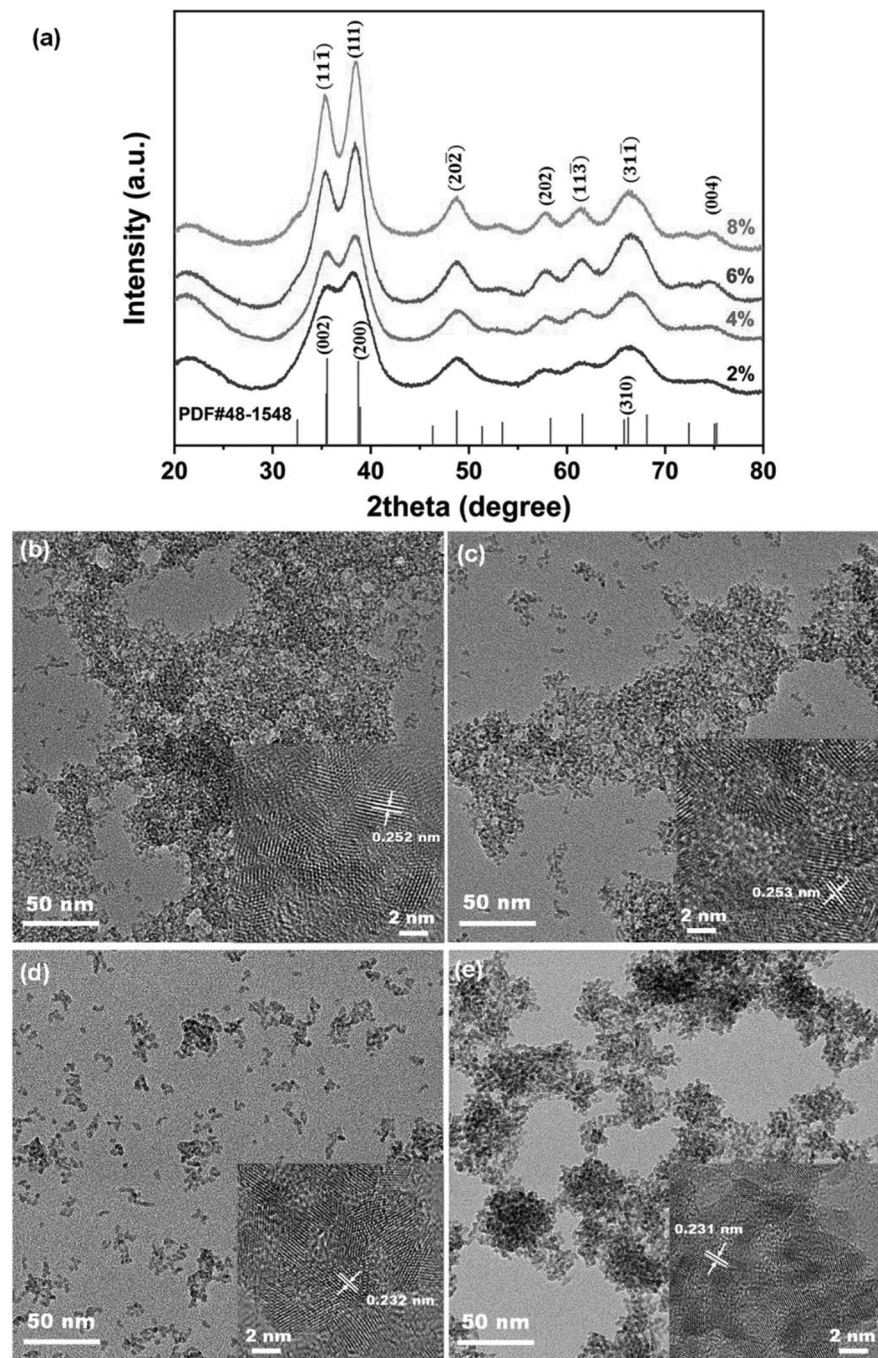 (a)
Intensity (a.u.)
(11̅1̅)
(111)
(202̅)
(202)
(113̅)
(311̅)
(004)
8%
6%
4%
2%
(002)
(200)
(310)
PDF#48-1548
20 30 40 50 60 70 80
2theta (degree)
(b)
0.252 nm
50 nm
2 nm
(c)
0.253 nm
50 nm
2 nm
(d)
0.232 nm
50 nm
2 nm
(e)
0.231 nm
50 nm
2 nm